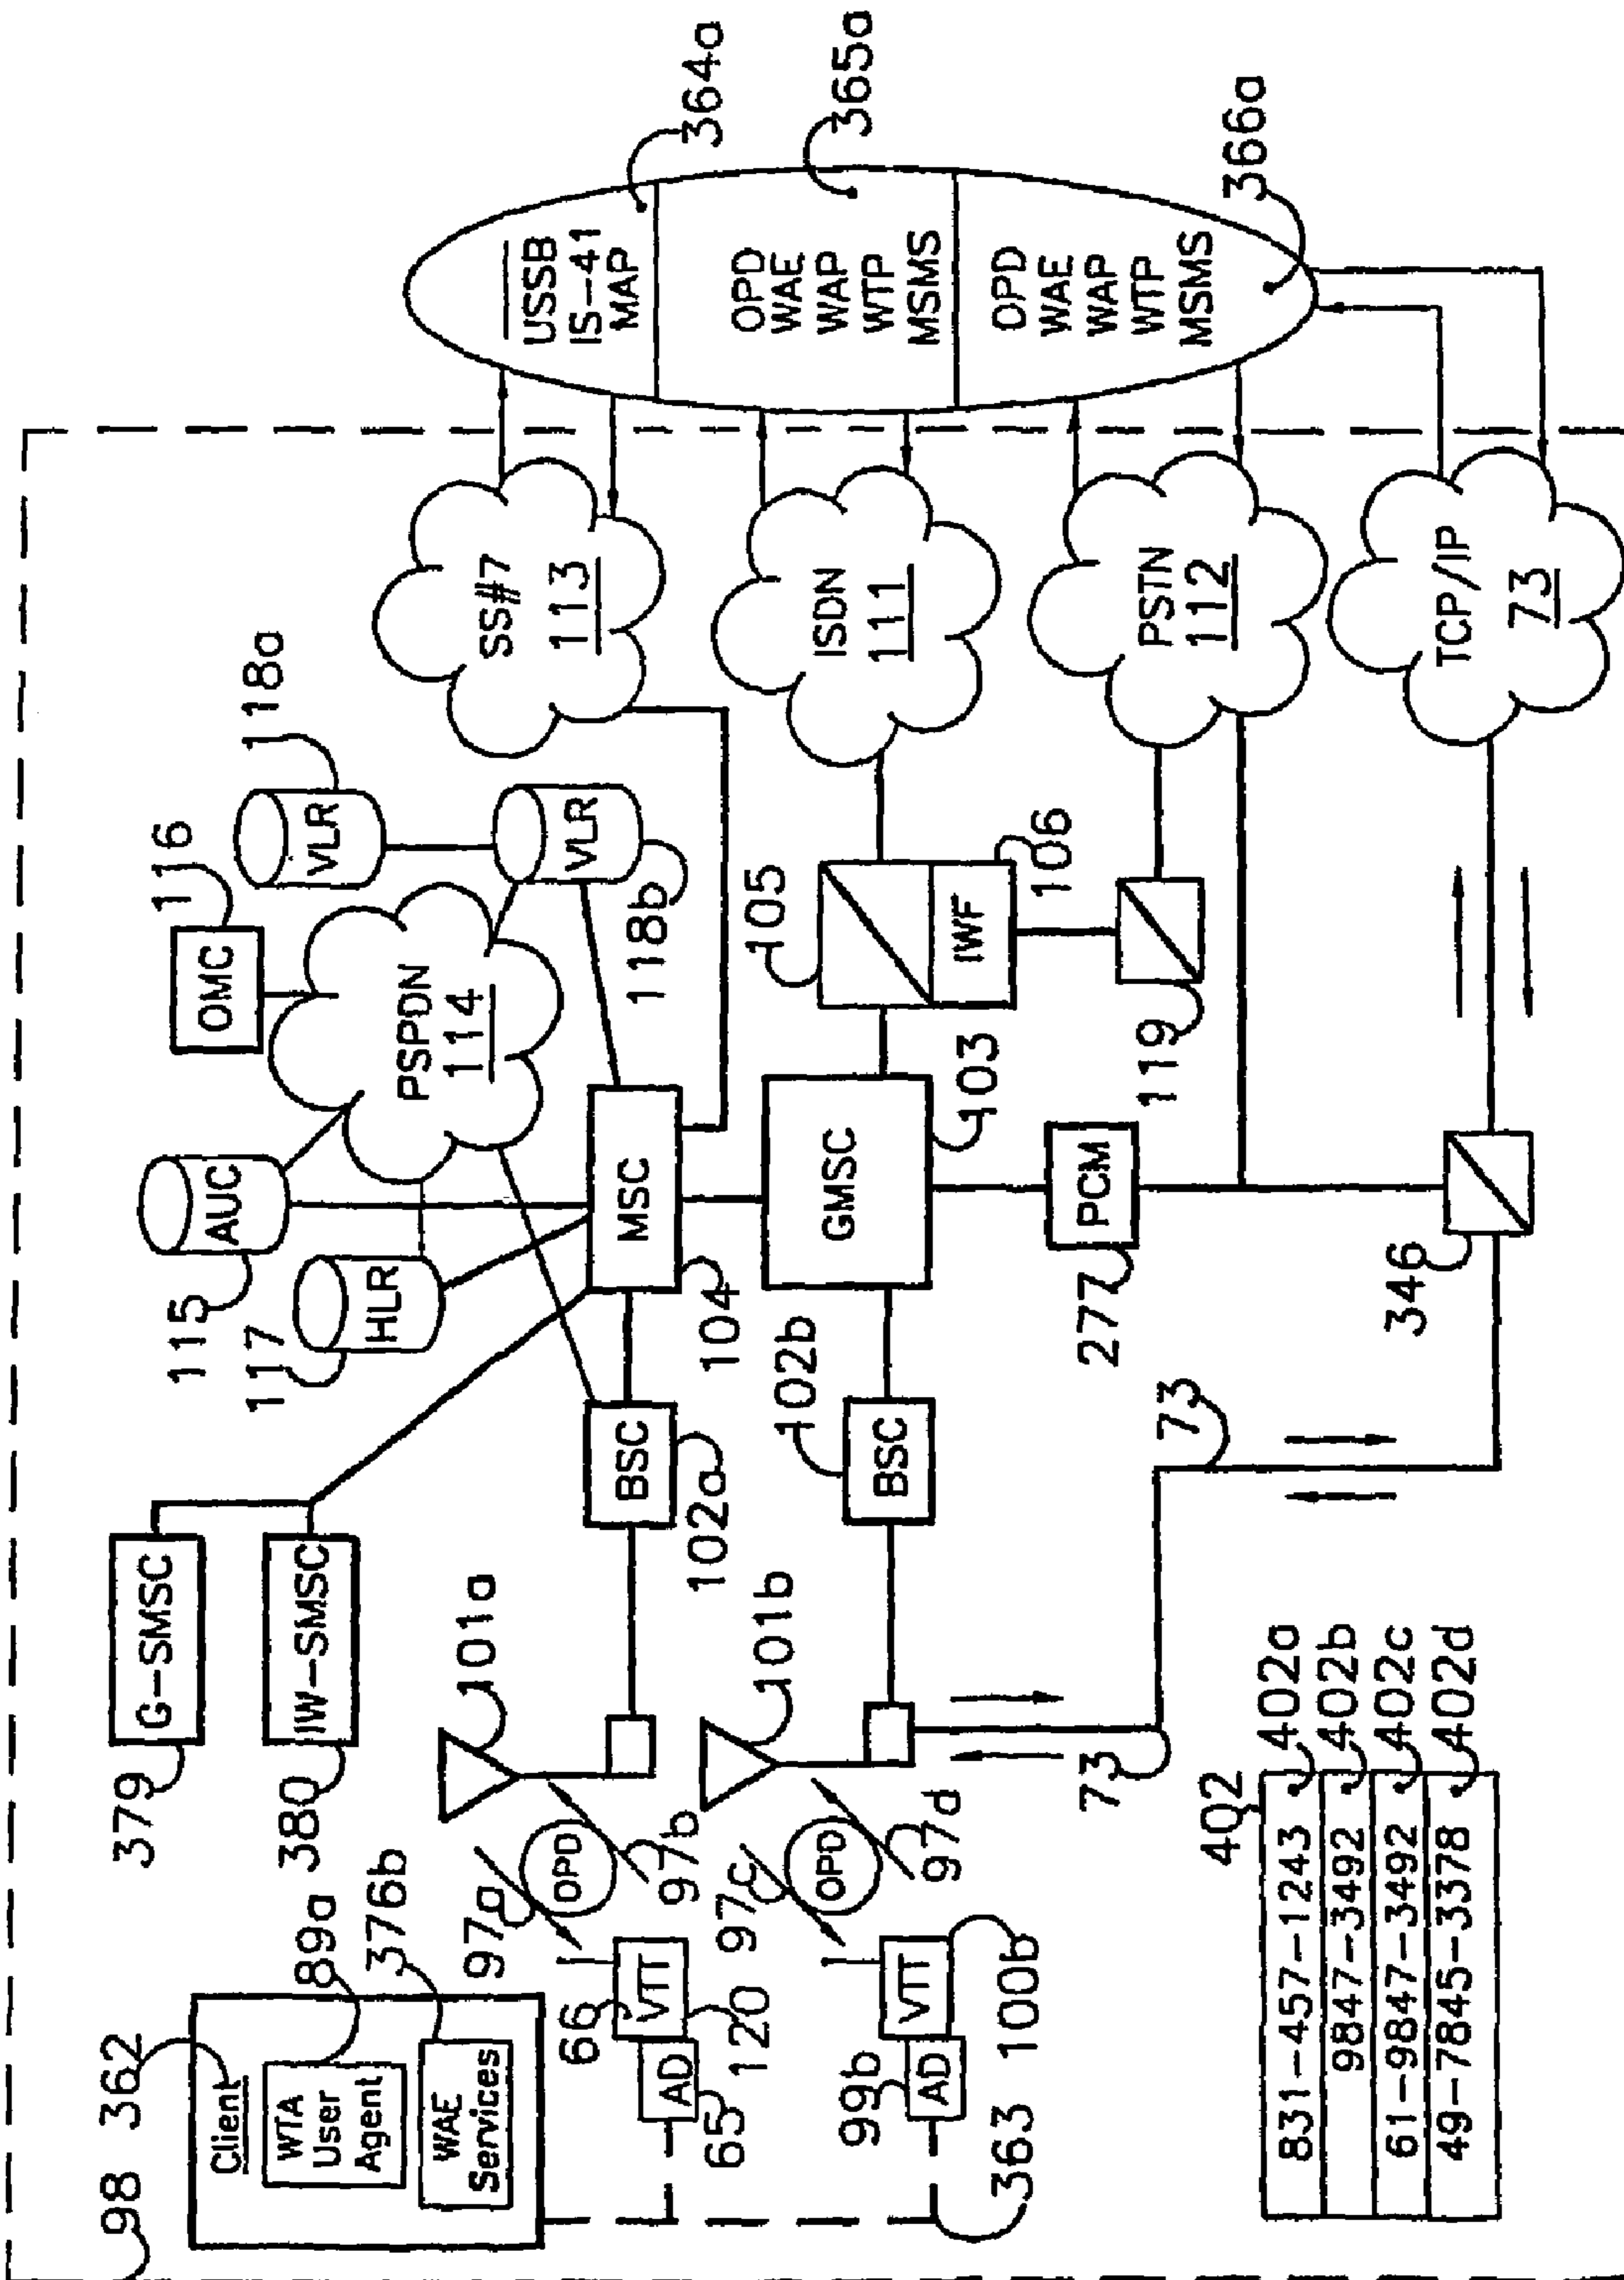 98
362
Client
WTA
User
Agent
WAE
Services
89a
376b
379
G-SMSC
380
IW-SMSC
117
HLR
115
AUC
OMC
116
PSPDN
114
VLR
118a
VLR
118b
SS#7
113
USSB
IS-41
MAP
364a
97a
OPD
97b
101a
66
VTT
120
AD
65
BSC
102a
MSC
104
GMSC
103
105
IWF
106
ISDN
111
OPD
WAE
WAP
WTP
MSMS
365a
97c
OPD
97d
101b
99b
AD
VTT
100b
363
BSC
102b
277
PCM
119
PSTN
112
OPD
WAE
WAP
WTP
MSMS
366a
73
73
346
TCP/IP
73
402
831-457-1243
402a
9847-3492
402b
61-9847-3492
402c
49-7845-3378
402d